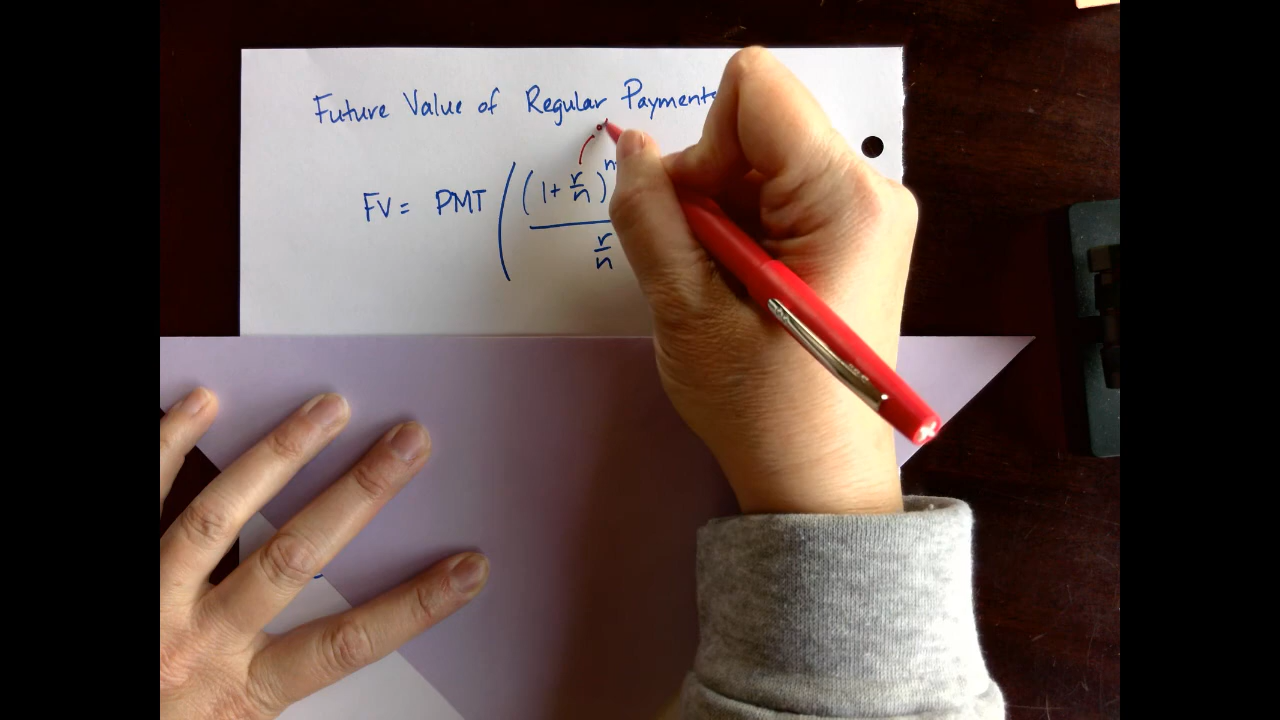 Future Value of Regular Payments
FV = PMT ( (1 + r/n)^n
r/n